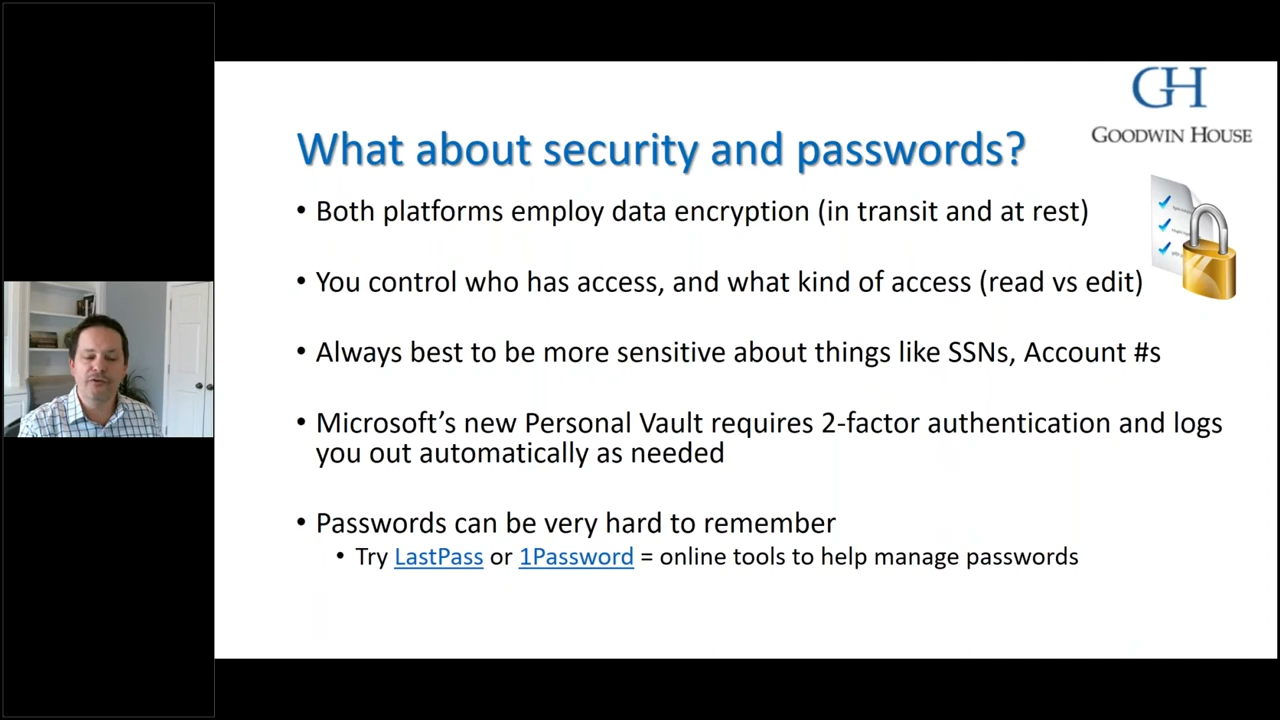 GH
GOODWIN HOUSE
What about security and passwords?
• Both platforms employ data encryption (in transit and at rest)
• You control who has access, and what kind of access (read vs edit)
• Always best to be more sensitive about things like SSNs, Account #s
• Microsoft’s new Personal Vault requires 2-factor authentication and logs
you out automatically as needed
• Passwords can be very hard to remember
• Try LastPass or 1Password = online tools to help manage passwords